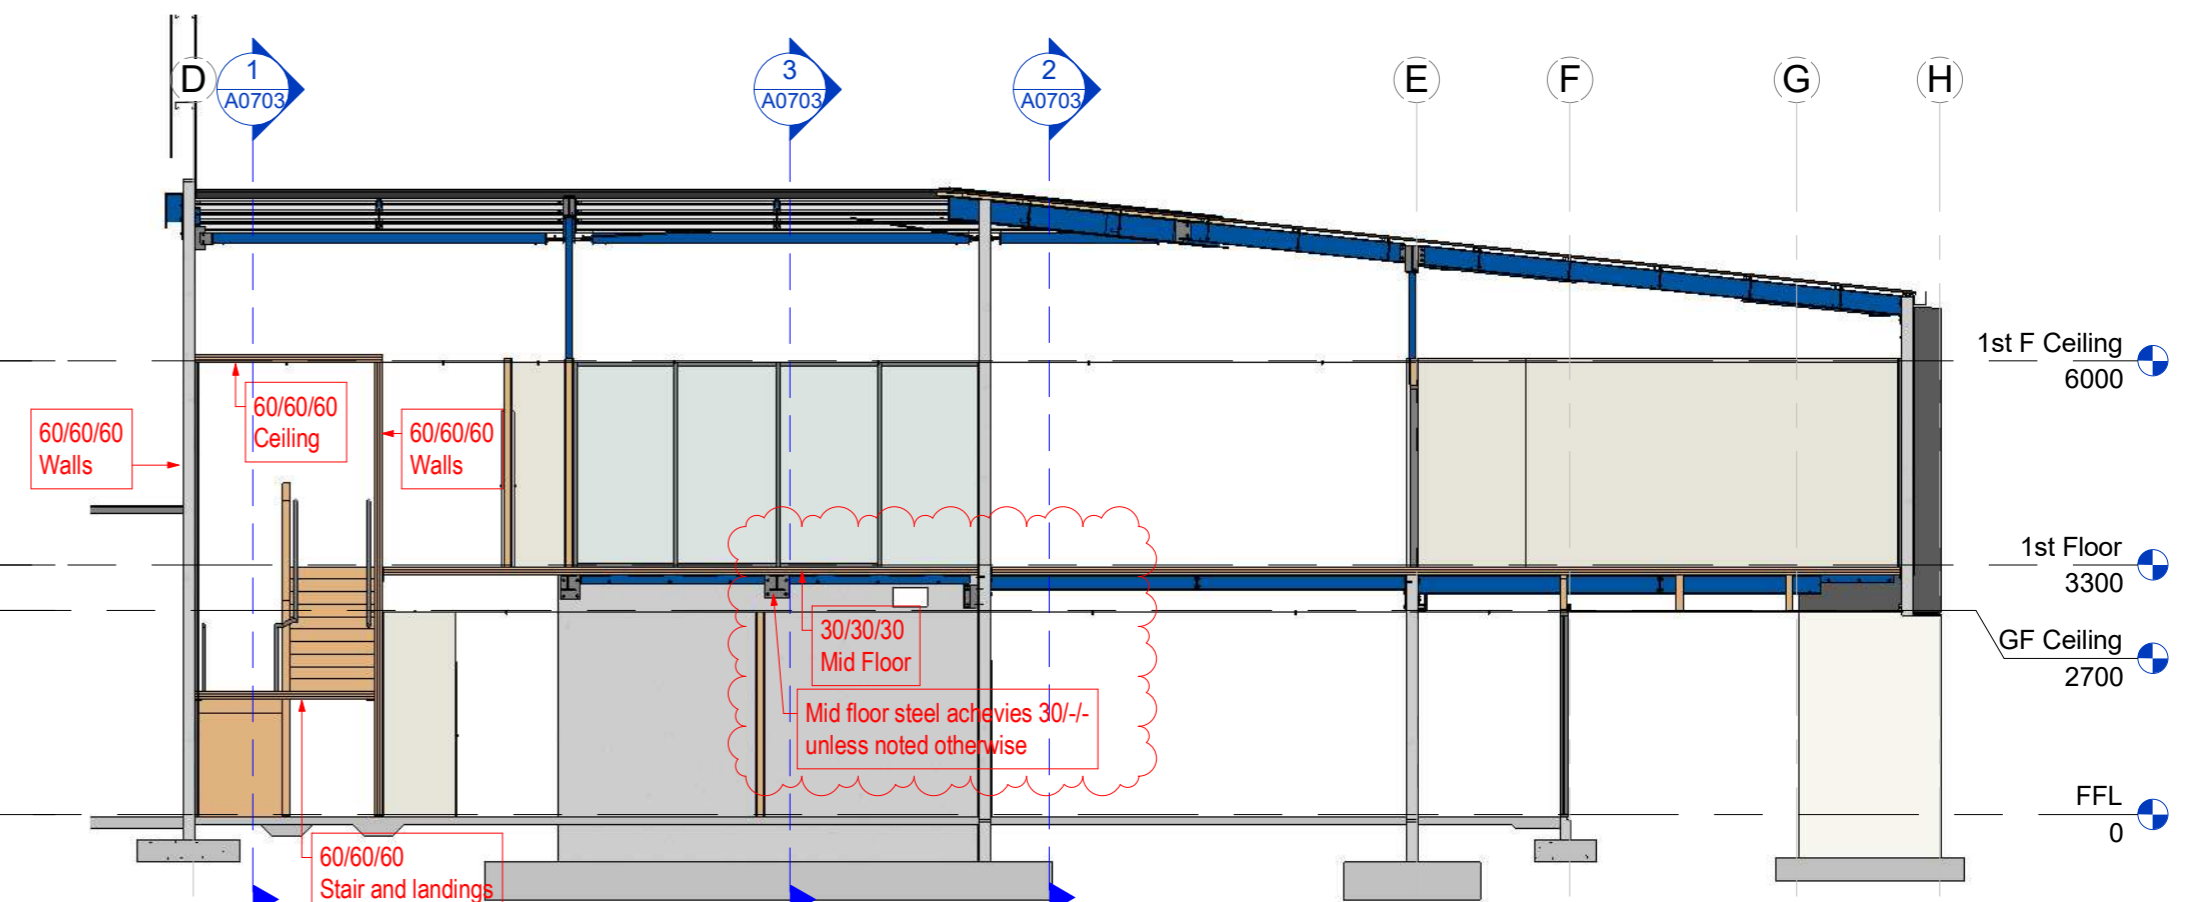 D
1
A0703
3
A0703
2
A0703
E
F
G
H
1st F Ceiling
6000
60/60/60
Ceiling
60/60/60
Walls
60/60/60
Walls
1st Floor
3300
30/30/30
Mid Floor
GF Ceiling
2700
Mid floor steel achevies 30/-/-
unless noted otherwise
FFL
0
60/60/60
Stair and landings